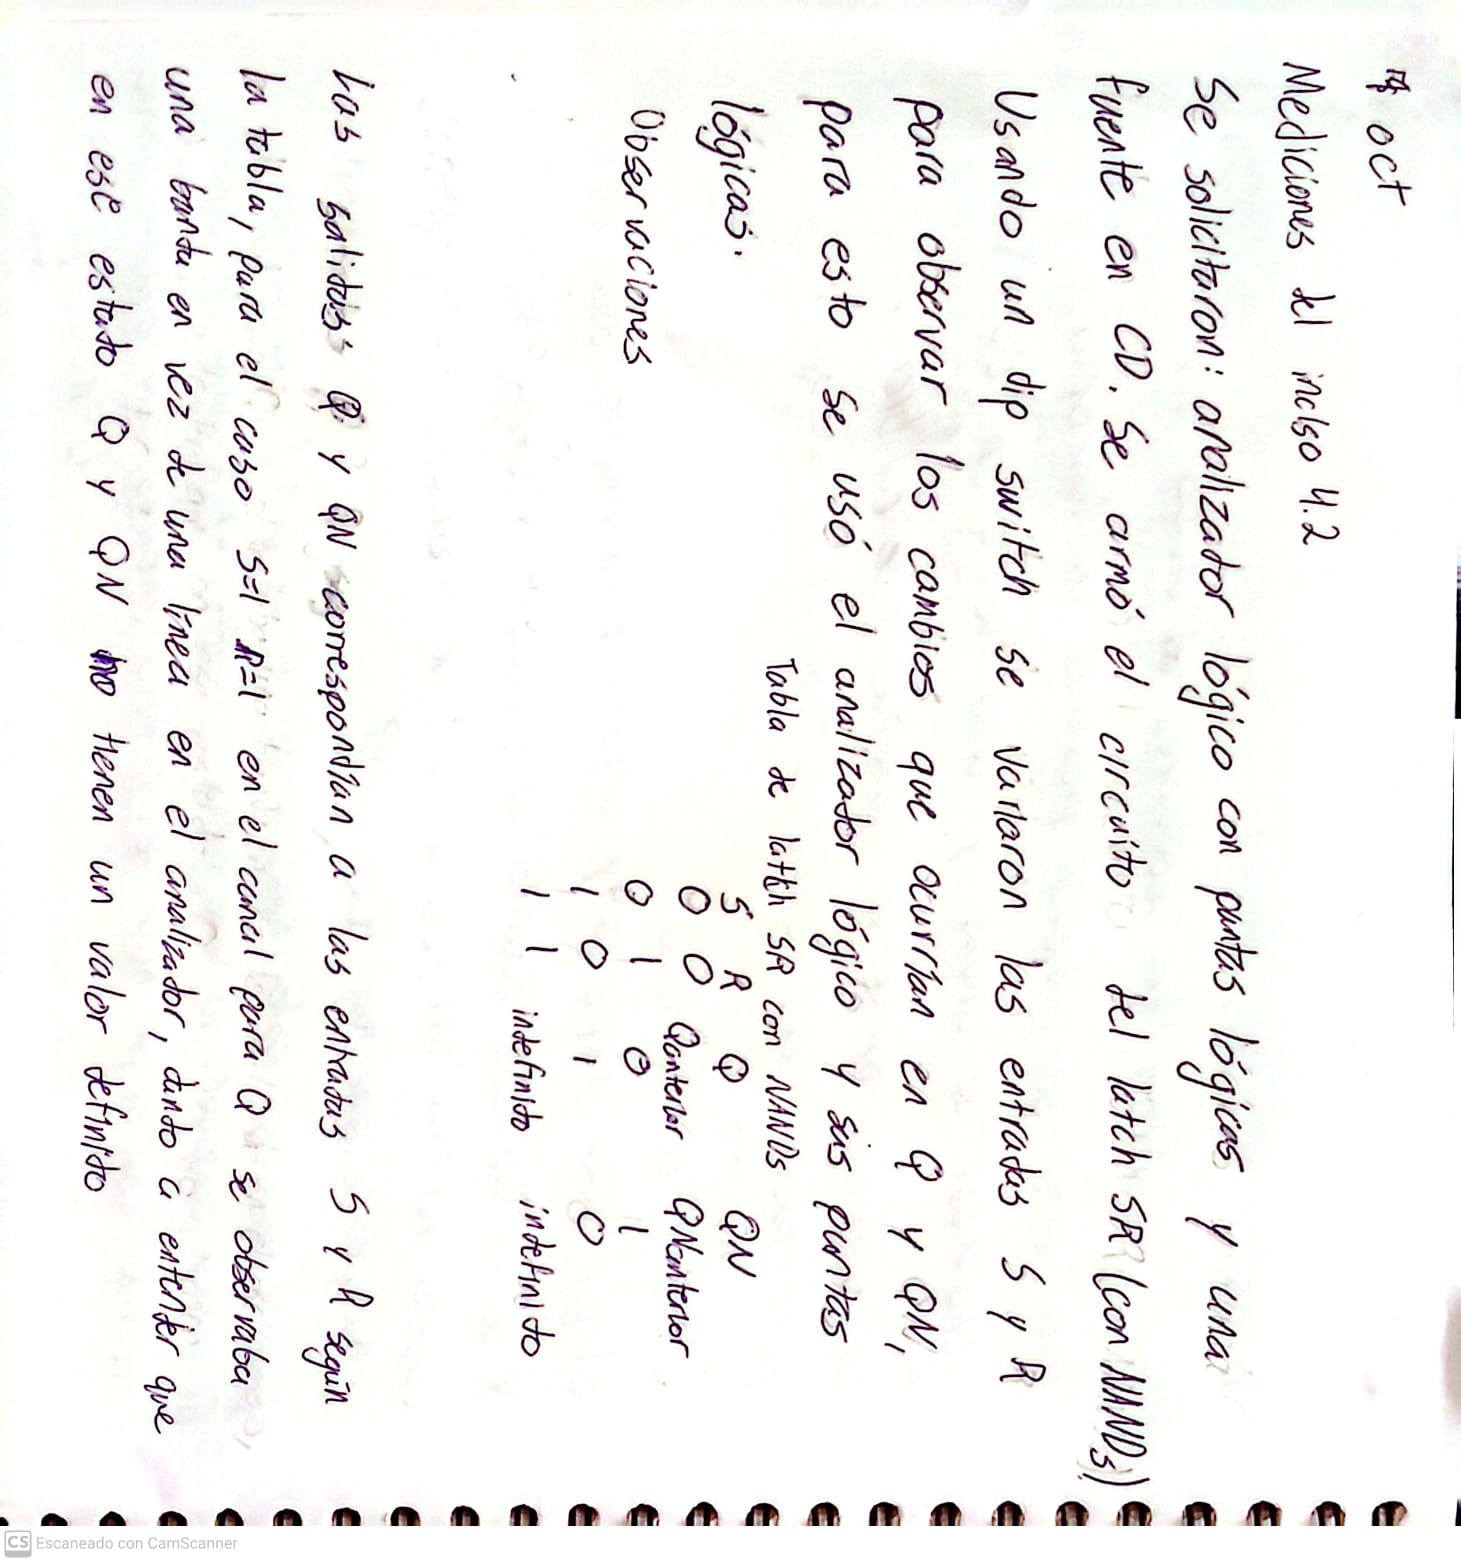 oct
Mediciones del inciso 4.2
Se solicitaron: analizador lógico con puntas lógicas y una
fuente en CD. Se armó el circuito del latch SR (con NANDs)
Usando un dip switch se variaron las entradas S y R
para observar los cambios que ocurrían en Q y QN,
para esto se usó el analizador lógico y sus puntas
lógicas.
Tabla de latch SR con NANDs
S R Q QN
0 0 Qanterior QNanterior
0 1 0 1
1 0 1 0
1 1 indefinido indefinido
Observaciones
Las salidas Q y QN correspondían a las entradas S y R según
la tabla, para el caso S=1 R=1 en el canal para Q se observaba
una banda en vez de una línea en el analizador, dando a entender que
en ese estado Q y QN no tienen un valor definido
CS Escaneado con CamScanner